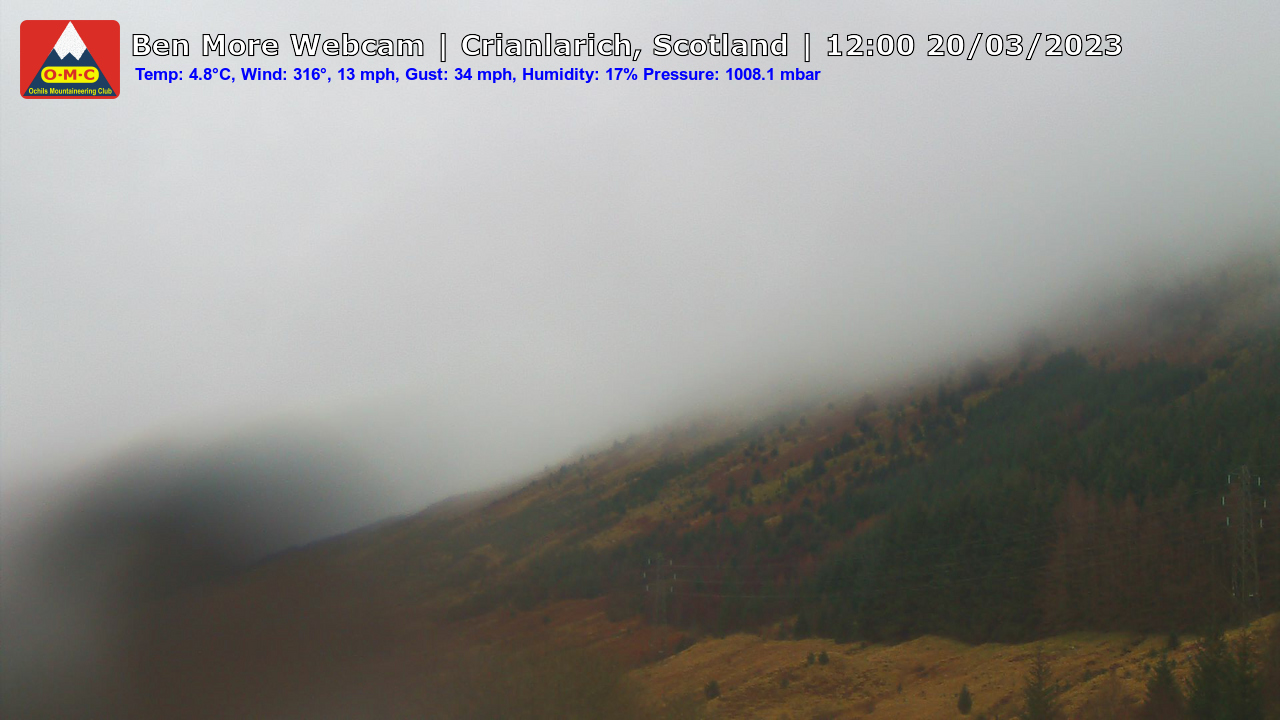 Ben More Webcam | Crianlarich, Scotland | 12:00 20/03/2023
Temp: 4.8°C, Wind: 316°, 13 mph, Gust: 34 mph, Humidity: 17% Pressure: 1008.1 mbar
O·M·C
Ochils Mountaineering Club